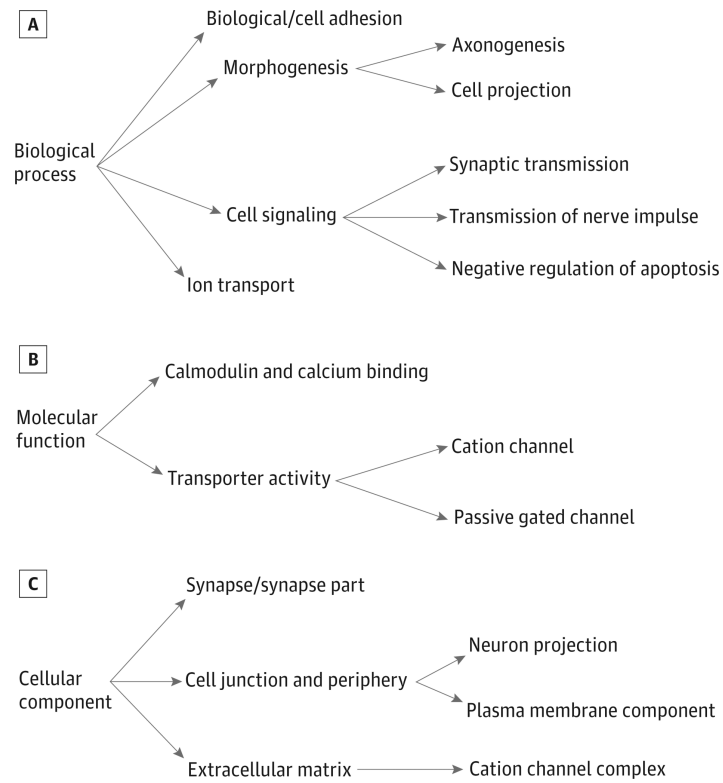 A
Biological/cell adhesion
Morphogenesis
Axonogenesis
Cell projection
Biological
process
Synaptic transmission
Cell signaling
Transmission of nerve impulse
Negative regulation of apoptosis
Ion transport
B
Calmodulin and calcium binding
Molecular
function
Cation channel
Transporter activity
Passive gated channel
C
Synapse/synapse part
Neuron projection
Cellular
component
Cell junction and periphery
Plasma membrane component
Extracellular matrix
Cation channel complex